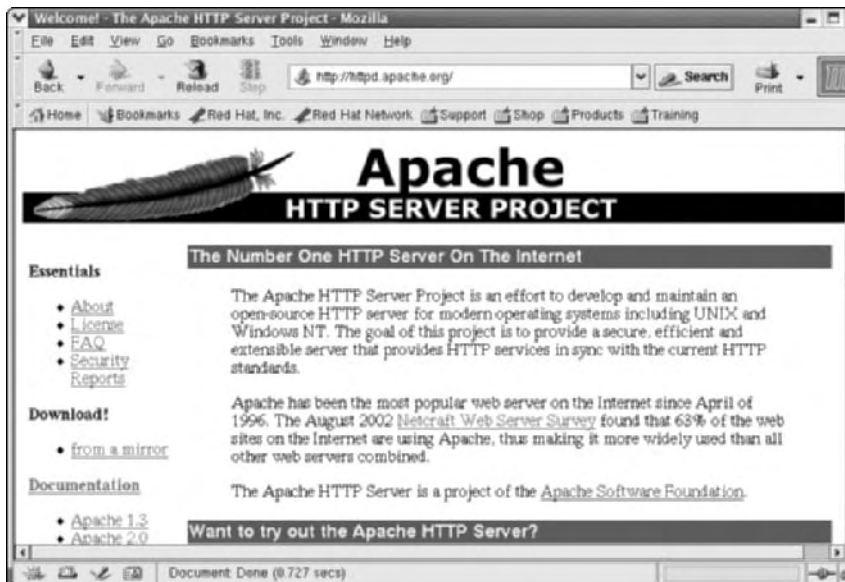 Welcome! - The Apache HTTP Server Project - Mozilla
File Edit View Go Bookmarks Tools Window Help
Back Forward Reload Stop http://httpd.apache.org/ Search Print
Home Bookmarks Red Hat, Inc. Red Hat Network Support Shop Products Training
Apache
HTTP SERVER PROJECT
Essentials
About
License
FAQ
Security
Reports
Download!
from a mirror
Documentation
Apache 1.3
Apache 2.0
The Number One HTTP Server On The Internet
The Apache HTTP Server Project is an effort to develop and maintain an
open-source HTTP server for modern operating systems including UNIX and
Windows NT. The goal of this project is to provide a secure, efficient and
extensible server that provides HTTP services in sync with the current HTTP
standards.
Apache has been the most popular web server on the Internet since April of
1996. The August 2002 Netcraft Web Server Survey found that 63% of the web
sites on the Internet are using Apache, thus making it more widely used than all
other web servers combined.
The Apache HTTP Server is a project of the Apache Software Foundation.
Want to try out the Apache HTTP Server?
Document: Done (0.727 secs)